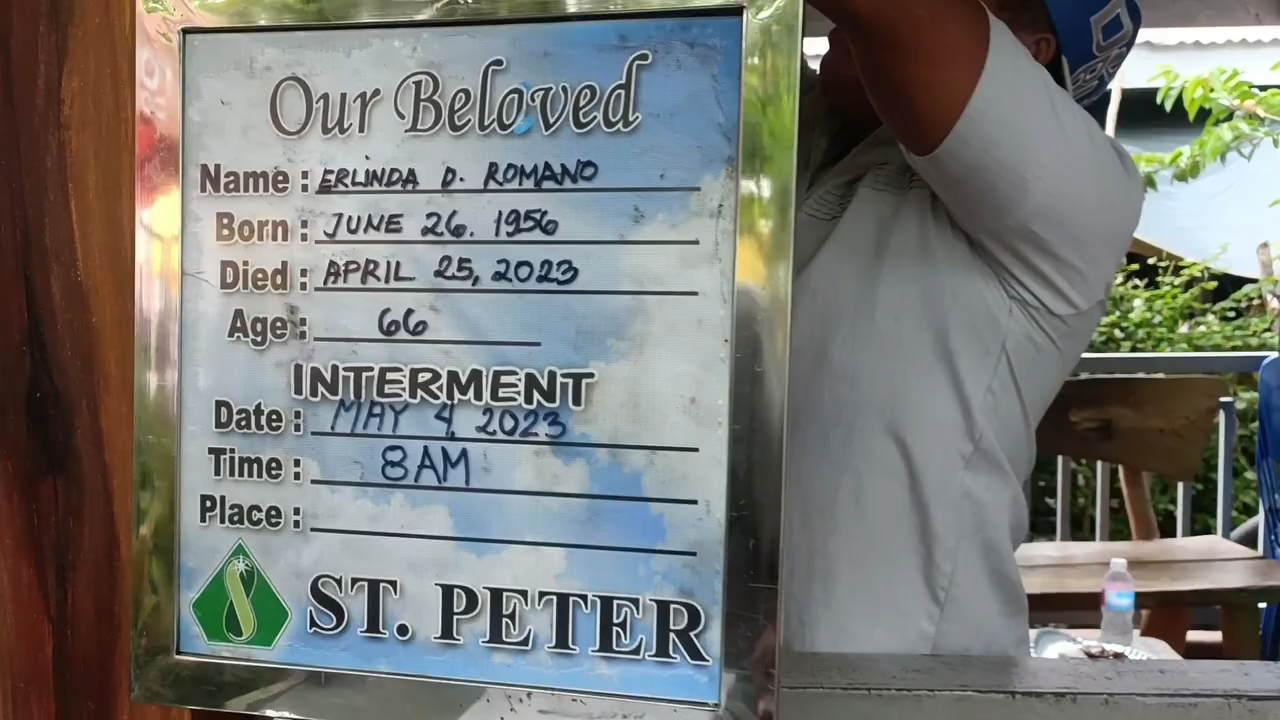 Our Beloved
Name : ERLINDA D. ROMANO
Born : JUNE 26. 1956
Died : APRIL 25, 2023
Age : 66
INTERMENT
Date : MAY 4, 2023
Time : 8AM
Place :
ST. PETER